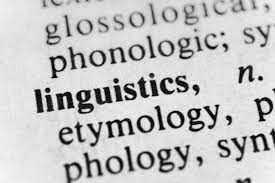 glossological,
phonologic; sy
linguistics, n.
etymology, p
phology, synt